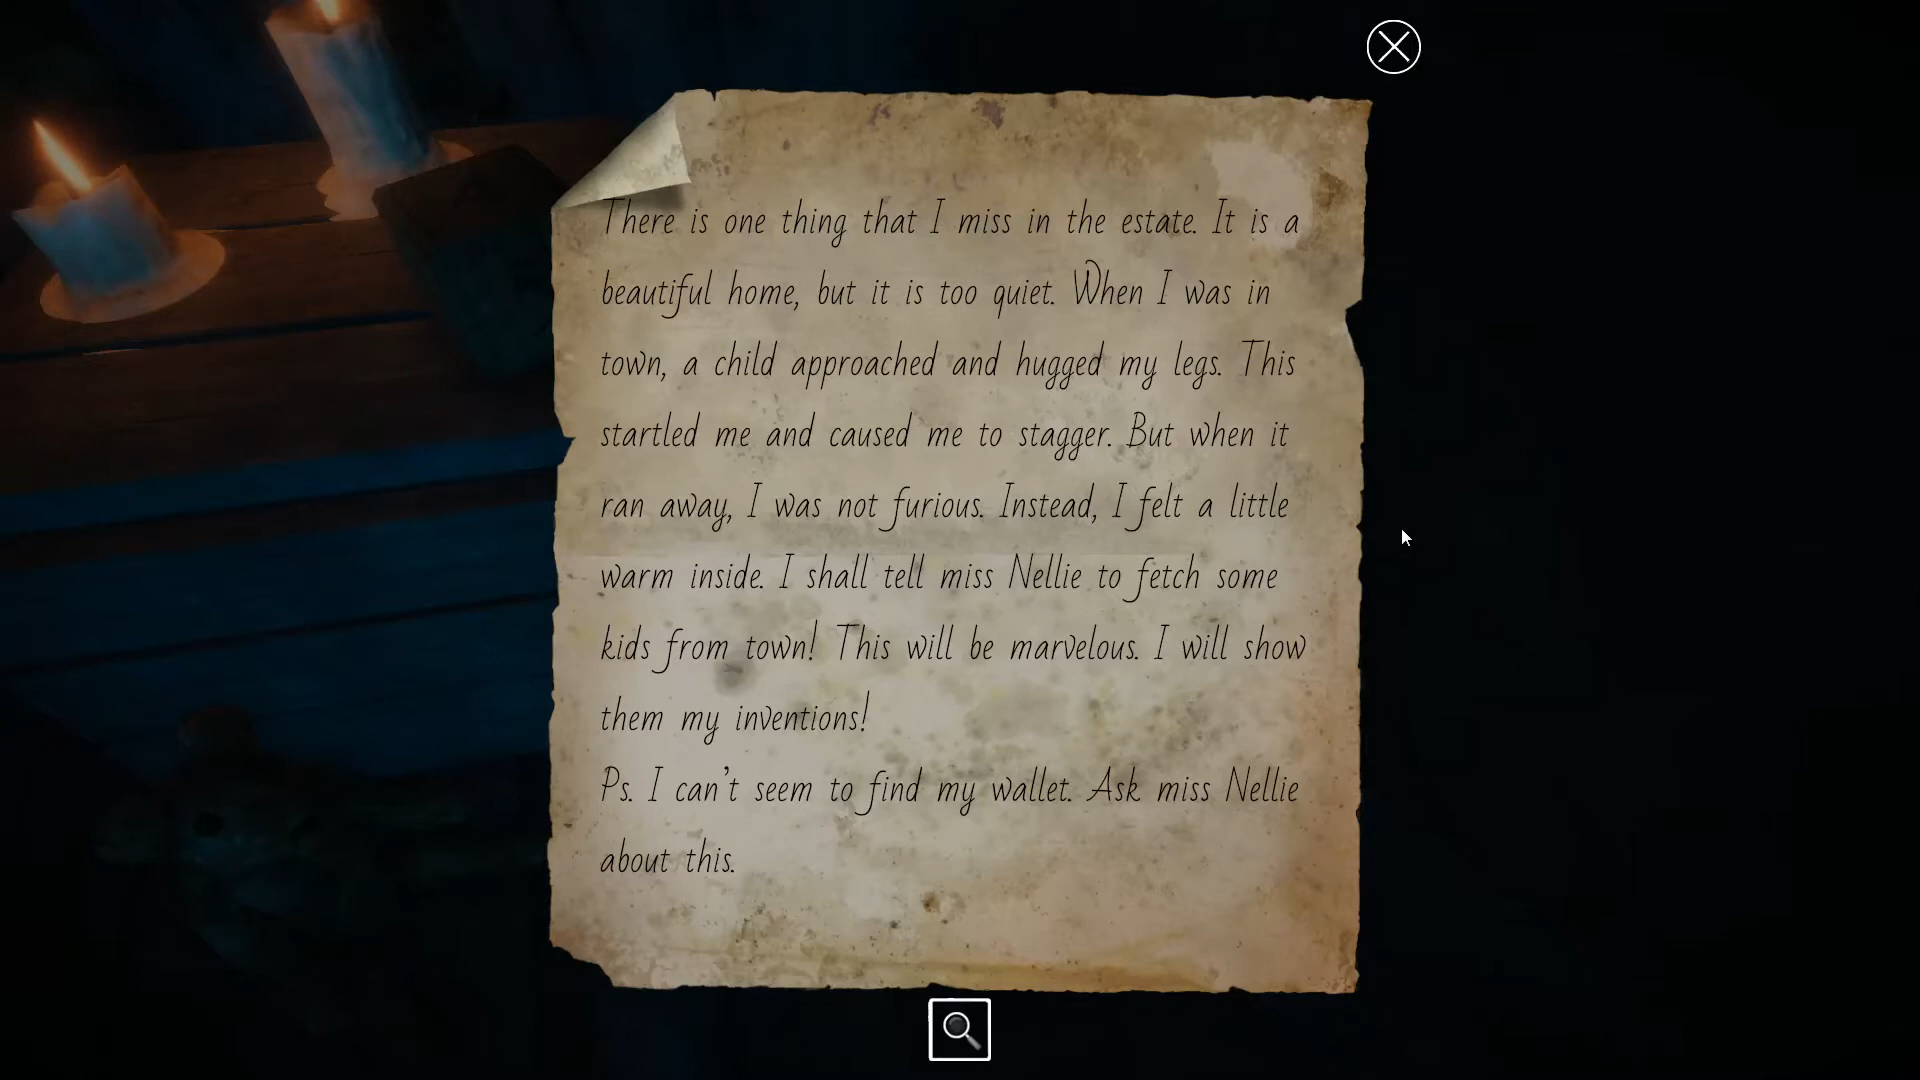 There is one thing that I miss in the estate. It is a
beautiful home, but it is too quiet. When I was in
town, a child approached and hugged my legs. This
startled me and caused me to stagger. But when it
ran away, I was not furious. Instead, I felt a little
warm inside. I shall tell miss Nellie to fetch some
kids from town! This will be marvelous. I will show
them my inventions!
Ps. I can't seem to find my wallet. Ask miss Nellie
about this.